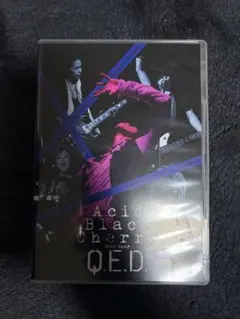 Acid
Black
Cherry
Q.E.D.